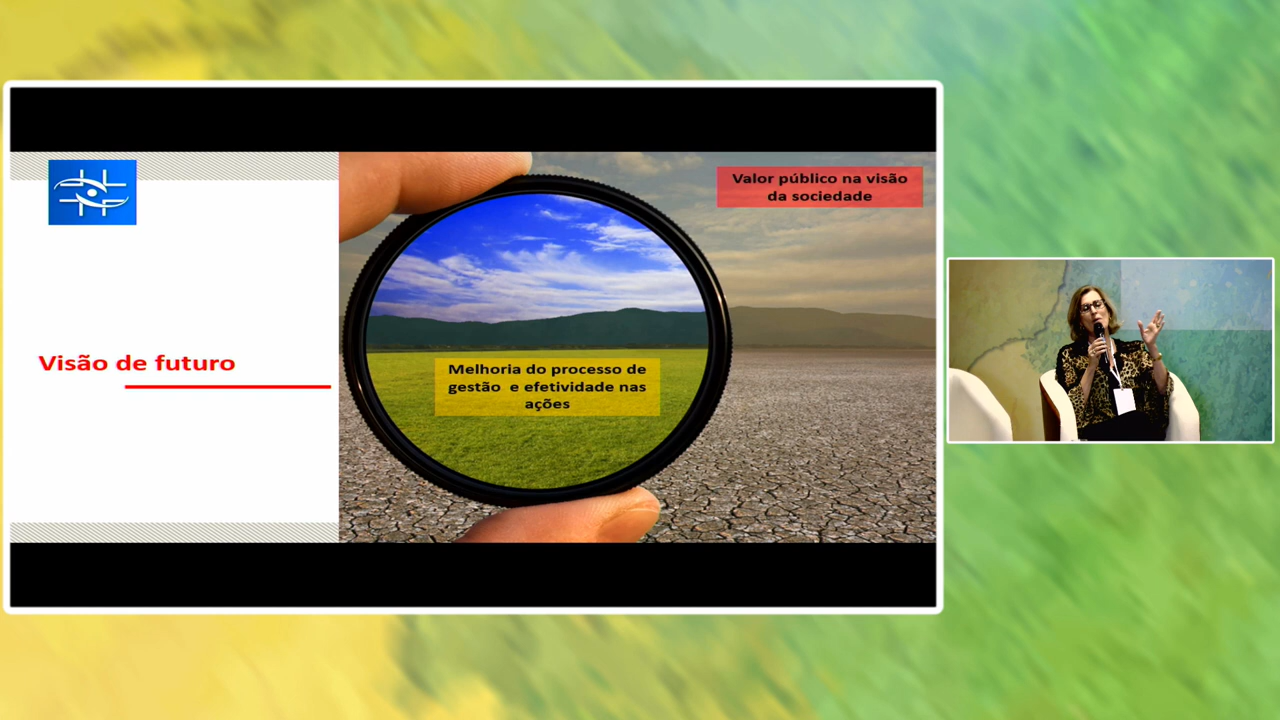 Visão de futuro
Valor público na visão
da sociedade
Melhoria do processo de
gestão e efetividade nas
ações